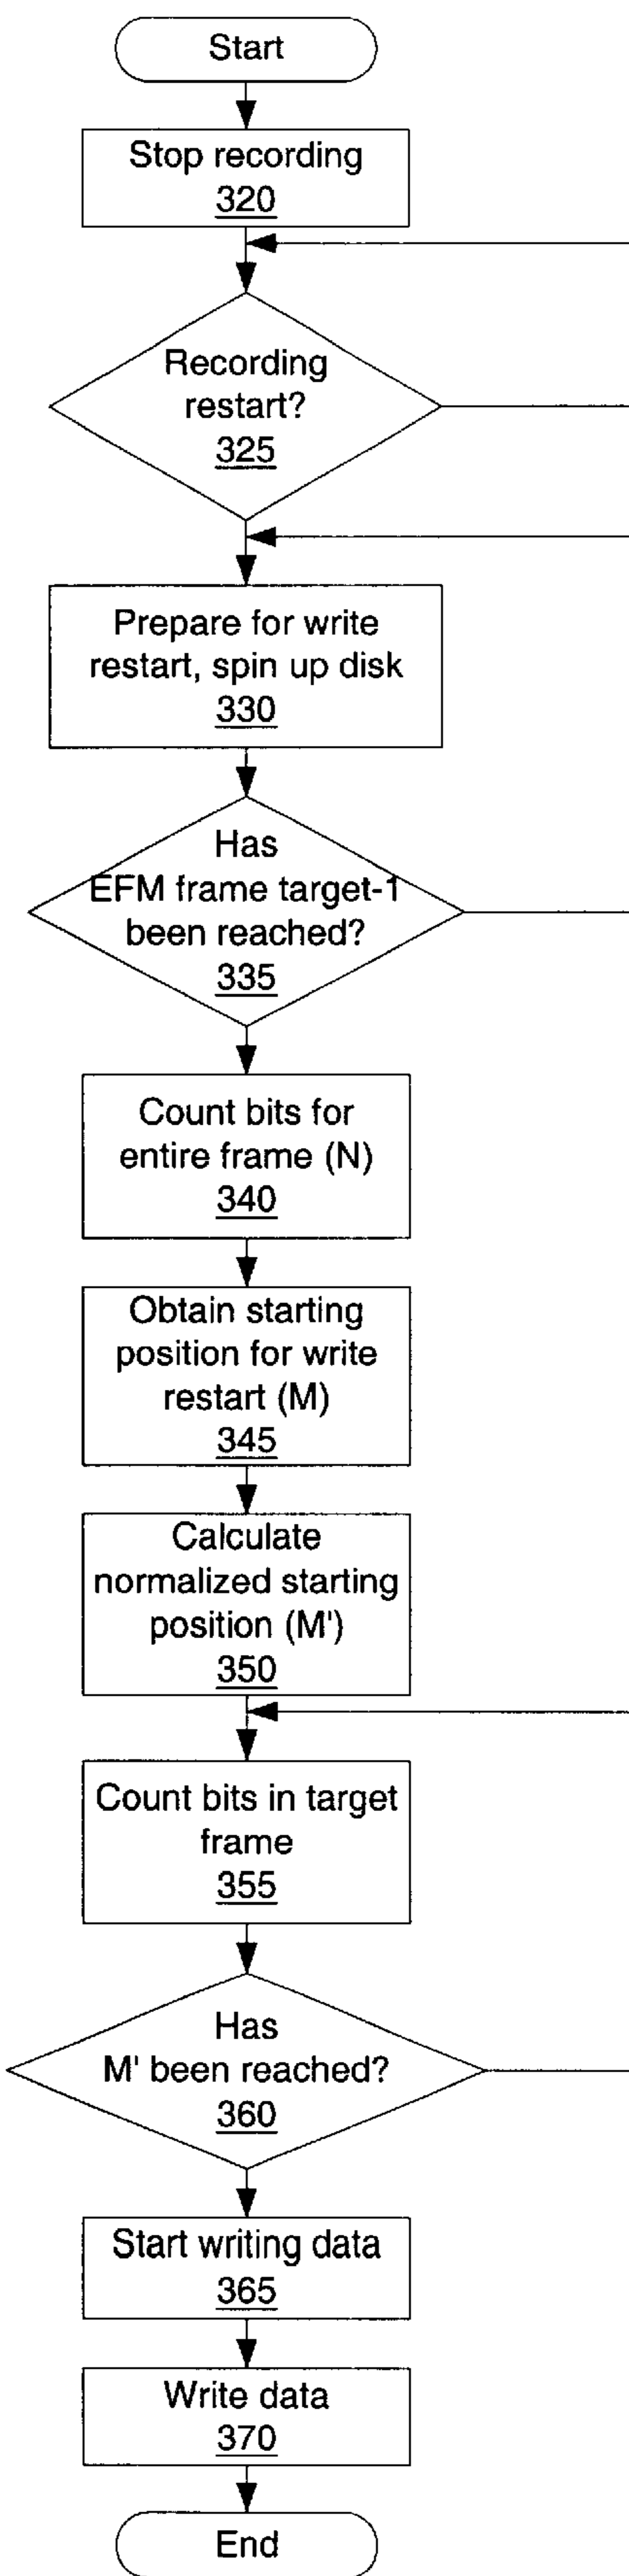 Start
Stop recording
320
Recording
restart?
325
Prepare for write
restart, spin up disk
330
Has
EFM frame target-1
been reached?
335
Count bits for
entire frame (N)
340
Obtain starting
position for write
restart (M)
345
Calculate
normalized starting
position (M')
350
Count bits in target
frame
355
Has
M' been reached?
360
Start writing data
365
Write data
370
End